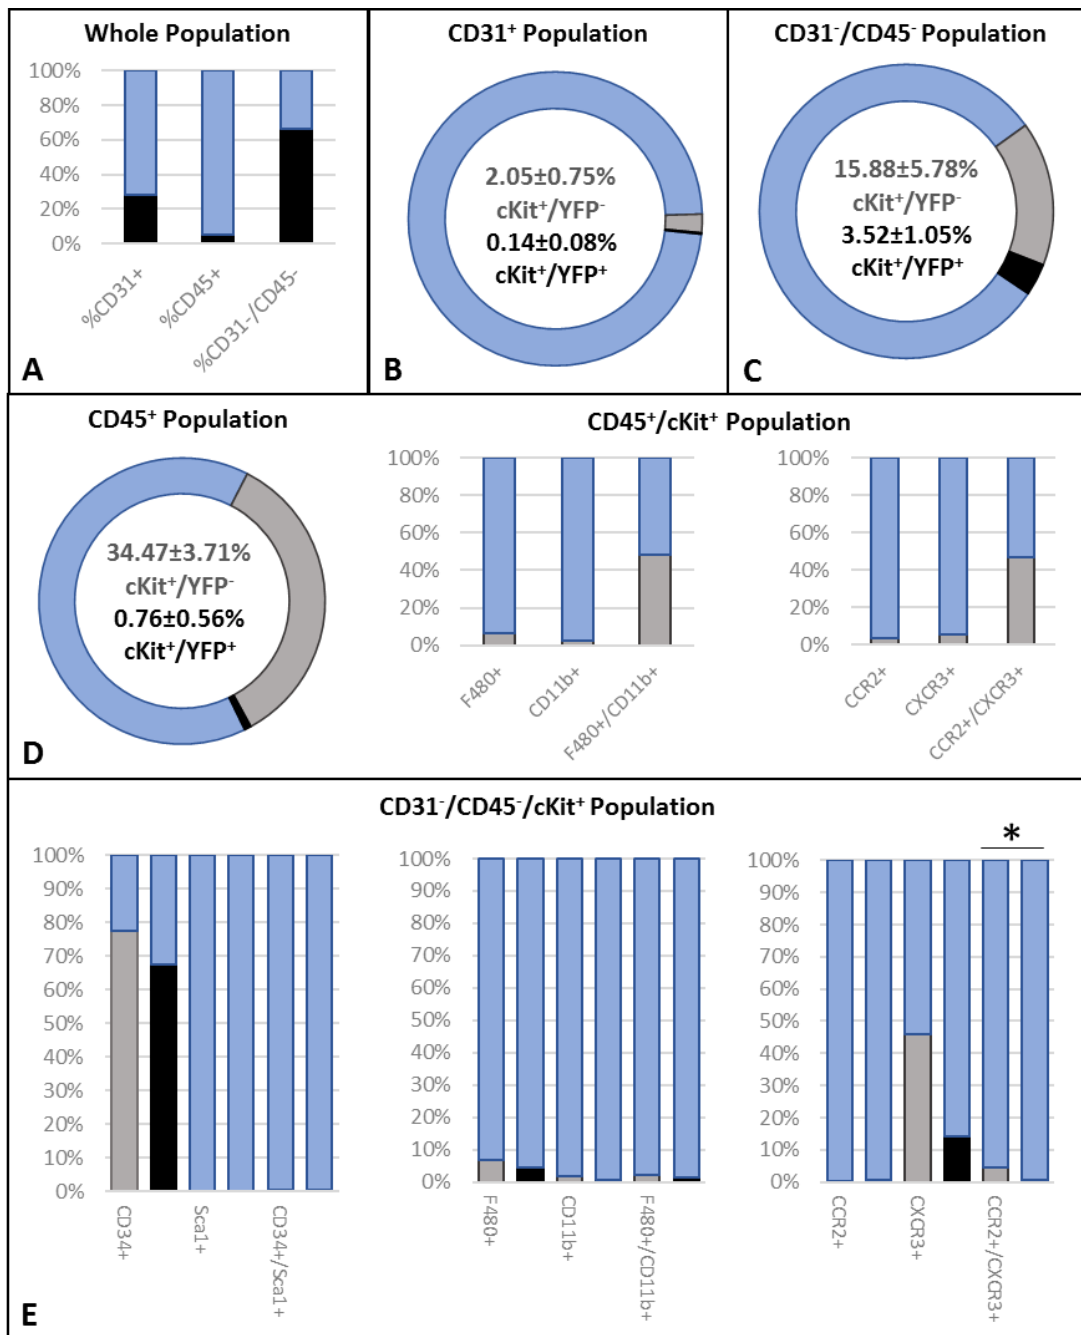 Whole Population
100%
80%
60%
40%
20%
0%
%CD31+
%CD45+
%CD31-/CD45-
A
CD31⁺ Population
2.05±0.75%
cKit⁺/YFP⁻
0.14±0.08%
cKit⁺/YFP⁺
B
CD31⁻/CD45⁻ Population
15.88±5.78%
cKit⁺/YFP⁻
3.52±1.05%
cKit⁺/YFP⁺
C
CD45⁺ Population
34.47±3.71%
cKit⁺/YFP⁻
0.76±0.56%
cKit⁺/YFP⁺
D
CD45⁺/cKit⁺ Population
100%
80%
60%
40%
20%
0%
F480+
CD11b+
F480+/CD11b+
100%
80%
60%
40%
20%
0%
CCR2+
CXCR3+
CCR2+/CXCR3+
CD31⁻/CD45⁻/cKit⁺ Population
100%
90%
80%
70%
60%
50%
40%
30%
20%
10%
0%
CD34+
Sca1+
CD34+/Sca1+
100%
90%
80%
70%
60%
50%
40%
30%
20%
10%
0%
F480+
CD11b+
F480+/CD11b+
*
100%
90%
80%
70%
60%
50%
40%
30%
20%
10%
0%
CCR2+
CXCR3+
CCR2+/CXCR3+
E